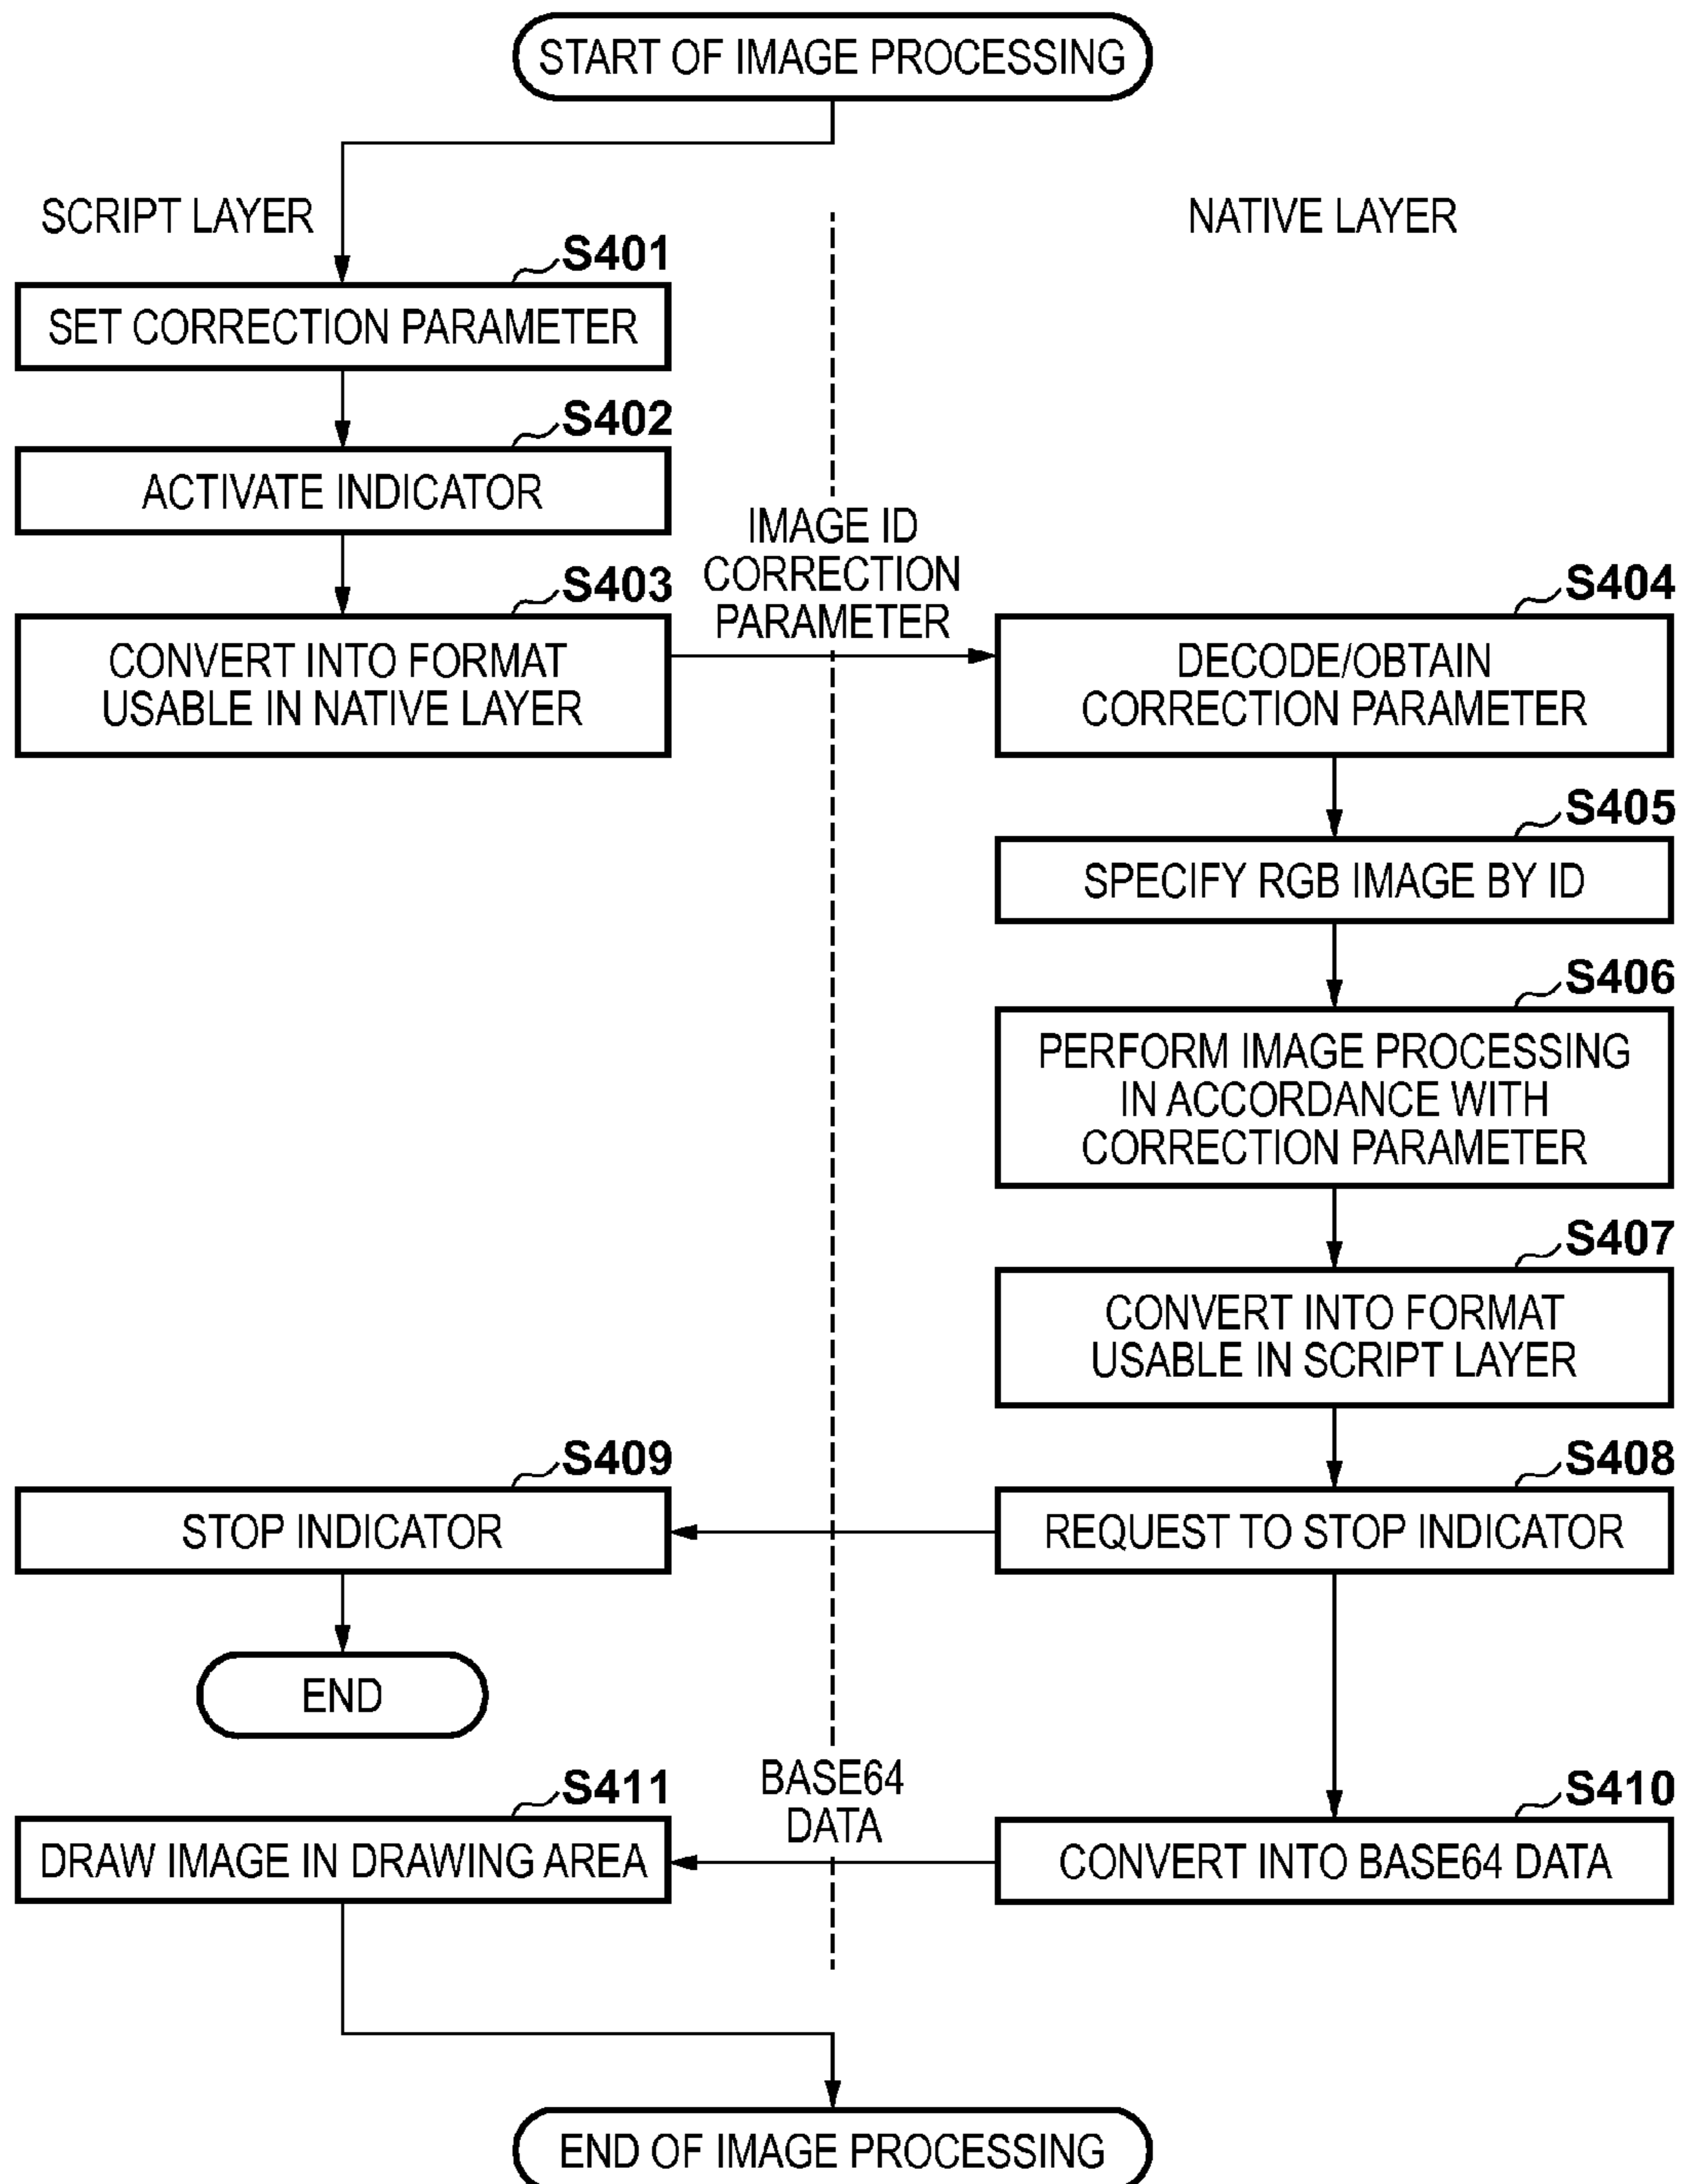 START OF IMAGE PROCESSING
SCRIPT LAYER
NATIVE LAYER
S401
SET CORRECTION PARAMETER
S402
ACTIVATE INDICATOR
S403
CONVERT INTO FORMAT
USABLE IN NATIVE LAYER
IMAGE ID
CORRECTION
PARAMETER
S404
DECODE/OBTAIN
CORRECTION PARAMETER
S405
SPECIFY RGB IMAGE BY ID
S406
PERFORM IMAGE PROCESSING
IN ACCORDANCE WITH
CORRECTION PARAMETER
S407
CONVERT INTO FORMAT
USABLE IN SCRIPT LAYER
S408
REQUEST TO STOP INDICATOR
S409
STOP INDICATOR
END
S410
CONVERT INTO BASE64 DATA
BASE64
DATA
S411
DRAW IMAGE IN DRAWING AREA
END OF IMAGE PROCESSING